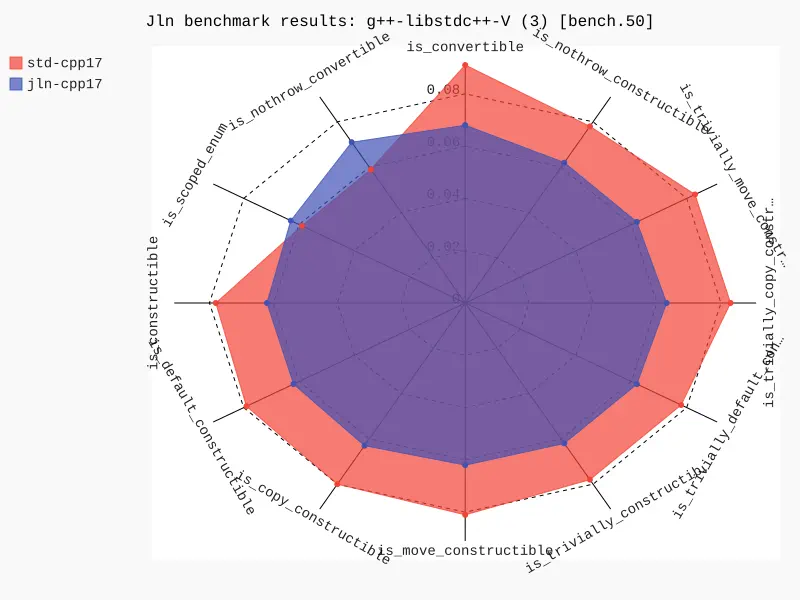 Jln benchmark results: g++-libstdc++-V (3) [bench.50]
std-cpp17
jln-cpp17
is_convertible
is_nothrow_constructible
is_trivially_move_constr…
is_trivially_copy_constr…
is_trivially_default_con…
is_trivially_constructible
is_move_constructible
is_copy_constructible
is_default_constructible
is_constructible
is_scoped_enum
is_nothrow_convertible
0.08
0.06
0.04
0.02
0